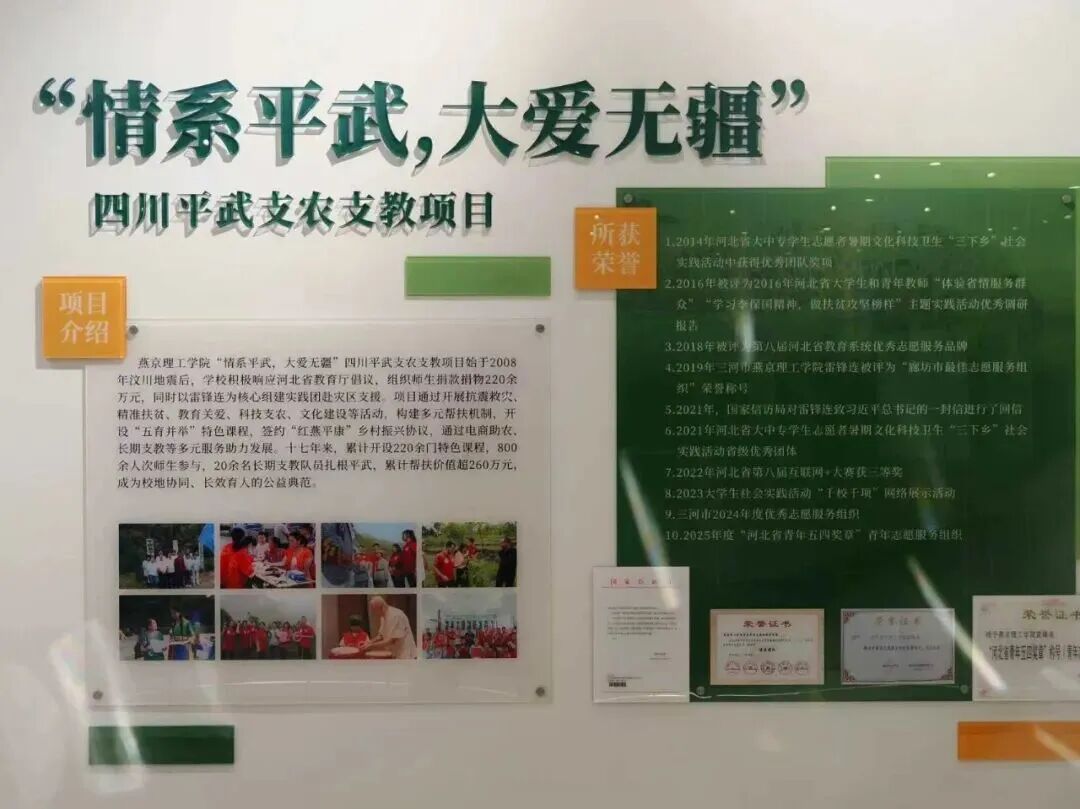 “情系平武,大爱无疆”
四川平武支农支教项目
项目
介绍
燕京理工学院“情系平武，大爱无疆”四川平武支农支教项目始于2008
年汶川地震后，学校积极响应河北省教育厅倡议，组织师生捐款捐物220余
万元，同时以雷锋连为核心组建实践团赴灾区支援。项目通过开展抗震救灾、
精准扶贫、教育关爱、科技支农、文化建设等活动，构建多元帮扶机制，开
设“五育并举”特色课程，签约“红燕平康”乡村振兴协议，通过电商助农、
长期支教等多元服务助力发展。十七年来，累计开设220余门特色课程，800
余人次师生参与，20余名长期支教队员扎根平武，累计帮扶价值超260万元，
成为校地协同、长效育人的公益典范。
所获
荣誉
1.2014年河北省大中专学生志愿者暑期文化科技卫生“三下乡”社会
实践活动中获得优秀团队奖项
2.2016年被评为2016年河北省大学生和青年教师“体验省情服务群
众”“学习李保国精神，做扶贫攻坚榜样”主题实践活动优秀调研
报告
3.2018年被评为第八届河北省教育系统优秀志愿服务品牌
4.2019年三河市燕京理工学院雷锋连被评为“廊坊市最佳志愿服务组
织”荣誉称号
5.2021年，国家信访局对雷锋连致习近平总书记的一封信进行了回信
6.2021年河北省大中专学生志愿者暑期文化科技卫生“三下乡”社会
实践活动省级优秀团体
7.2022年河北省第八届互联网+大赛获三等奖
8.2023大学生社会实践活动“千校千项”网络展示活动
9.三河市2024年度优秀志愿服务组织
10.2025年度“河北省青年五四奖章”青年志愿服务组织
荣誉证书
荣誉证书
荣誉证书